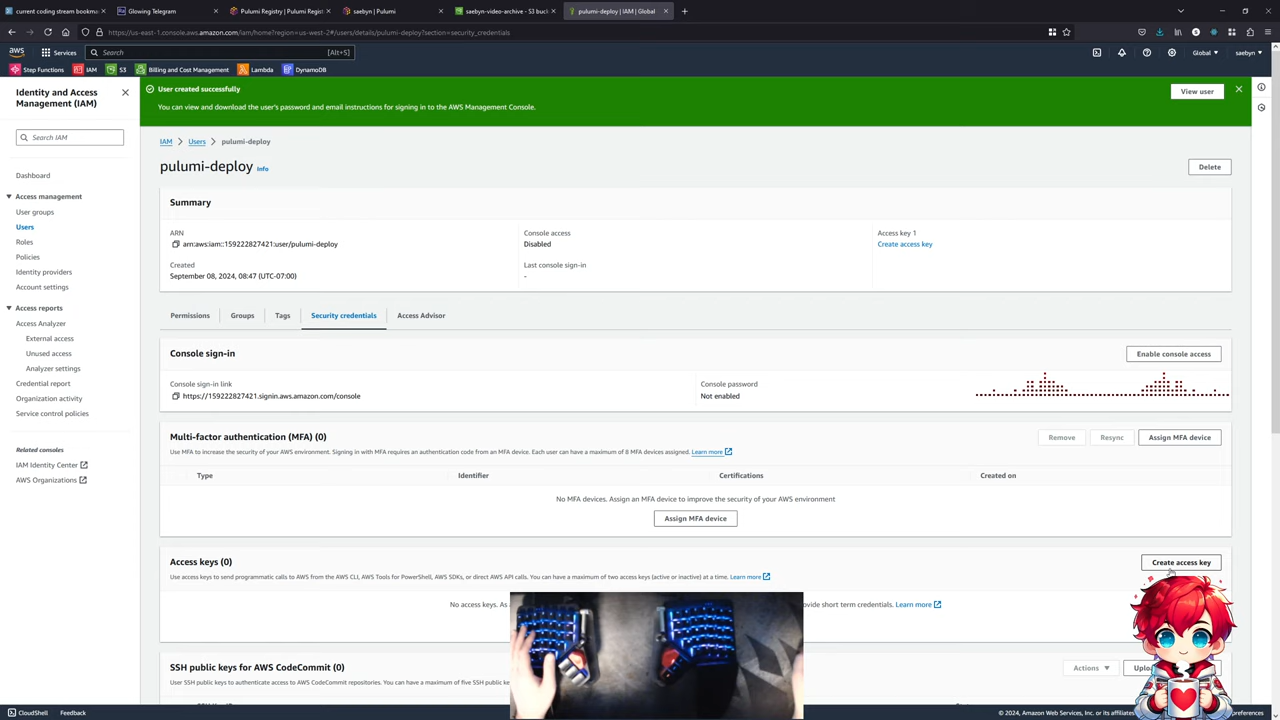 current coding stream bookma
Glowing Telegram
Pulumi Registry | Pulumi Regist
saebyn | Pulumi
saebyn-video-archive - S3 buc
pulumi-deploy | IAM | Global
https://us-east-1.console.aws.amazon.com/iam/home?region=us-west-2#/users/details/pulumi-deploy?section=security_credentials
aws
Services
Search
[Alt+S]
Global
saebyn
Step Functions
IAM
S3
Billing and Cost Management
Lambda
DynamoDB
Identity and Access
Management (IAM)
Search IAM
Dashboard
Access management
User groups
Users
Roles
Policies
Identity providers
Account settings
Access reports
Access Analyzer
External access
Unused access
Analyzer settings
Credential report
Organization activity
Service control policies
Related consoles
IAM Identity Center
AWS Organizations
User created successfully
You can view and download the user's password and email instructions for signing in to the AWS Management Console.
View user
IAM > Users > pulumi-deploy
pulumi-deploy Info
Delete
Summary
ARN
arn:aws:iam::159222827421:user/pulumi-deploy
Created
September 08, 2024, 08:47 (UTC-07:00)
Console access
Disabled
Last console sign-in
-
Access key 1
Create access key
Permissions
Groups
Tags
Security credentials
Access Advisor
Console sign-in
Enable console access
Console sign-in link
https://159222827421.signin.aws.amazon.com/console
Console password
Not enabled
Multi-factor authentication (MFA) (0)
Remove
Resync
Assign MFA device
Use MFA to increase the security of your AWS environment. Signing in with MFA requires an authentication code from an MFA device. Each user can have a maximum of 8 MFA devices assigned. Learn more
Type
Identifier
Certifications
Created on
No MFA devices. Assign an MFA device to improve the security of your AWS environment
Assign MFA device
Access keys (0)
Create access key
Use access keys to send programmatic calls to AWS from the AWS CLI, AWS Tools for PowerShell, AWS SDKs, or direct AWS API calls. You can have a maximum of two access keys (active or inactive) at a time. Learn more
No access keys. As
ovide short term credentials. Learn more
SSH public keys for AWS CodeCommit (0)
Actions
Uplo
User SSH public keys to authenticate access to AWS CodeCommit repositories. You can have a maximum of five SSH public ke
CloudShell
Feedback
© 2024, Amazon Web Services, Inc. or its affiliates.
preferences